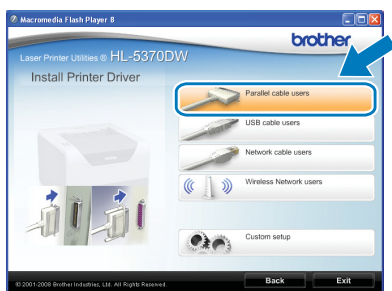 Macromedia Flash Player 8
brother
Laser Printer Utilities ® HL-5370DW
Install Printer Driver
Parallel cable users
USB cable users
Network cable users
Wireless Network users
Custom setup
© 2001-2008 Brother Industries, Ltd. All Rights Reserved.
Back
Exit